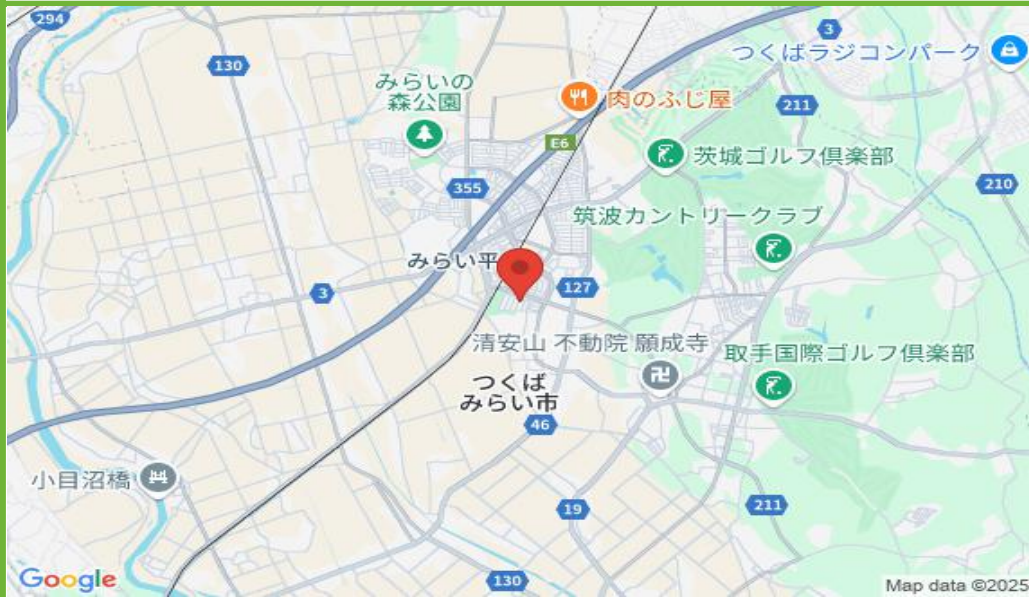 294
3
つくばラジコンパーク
130
みらいの
森公園
肉のふじ屋
211
E6
茨城ゴルフ倶楽部
355
210
筑波カントリークラブ
みらい平
3
127
清安山 不動院 願成寺
取手国際ゴルフ倶楽部
つくば
みらい市
46
小目沼橋
19
211
130
Google
Map data ©2025